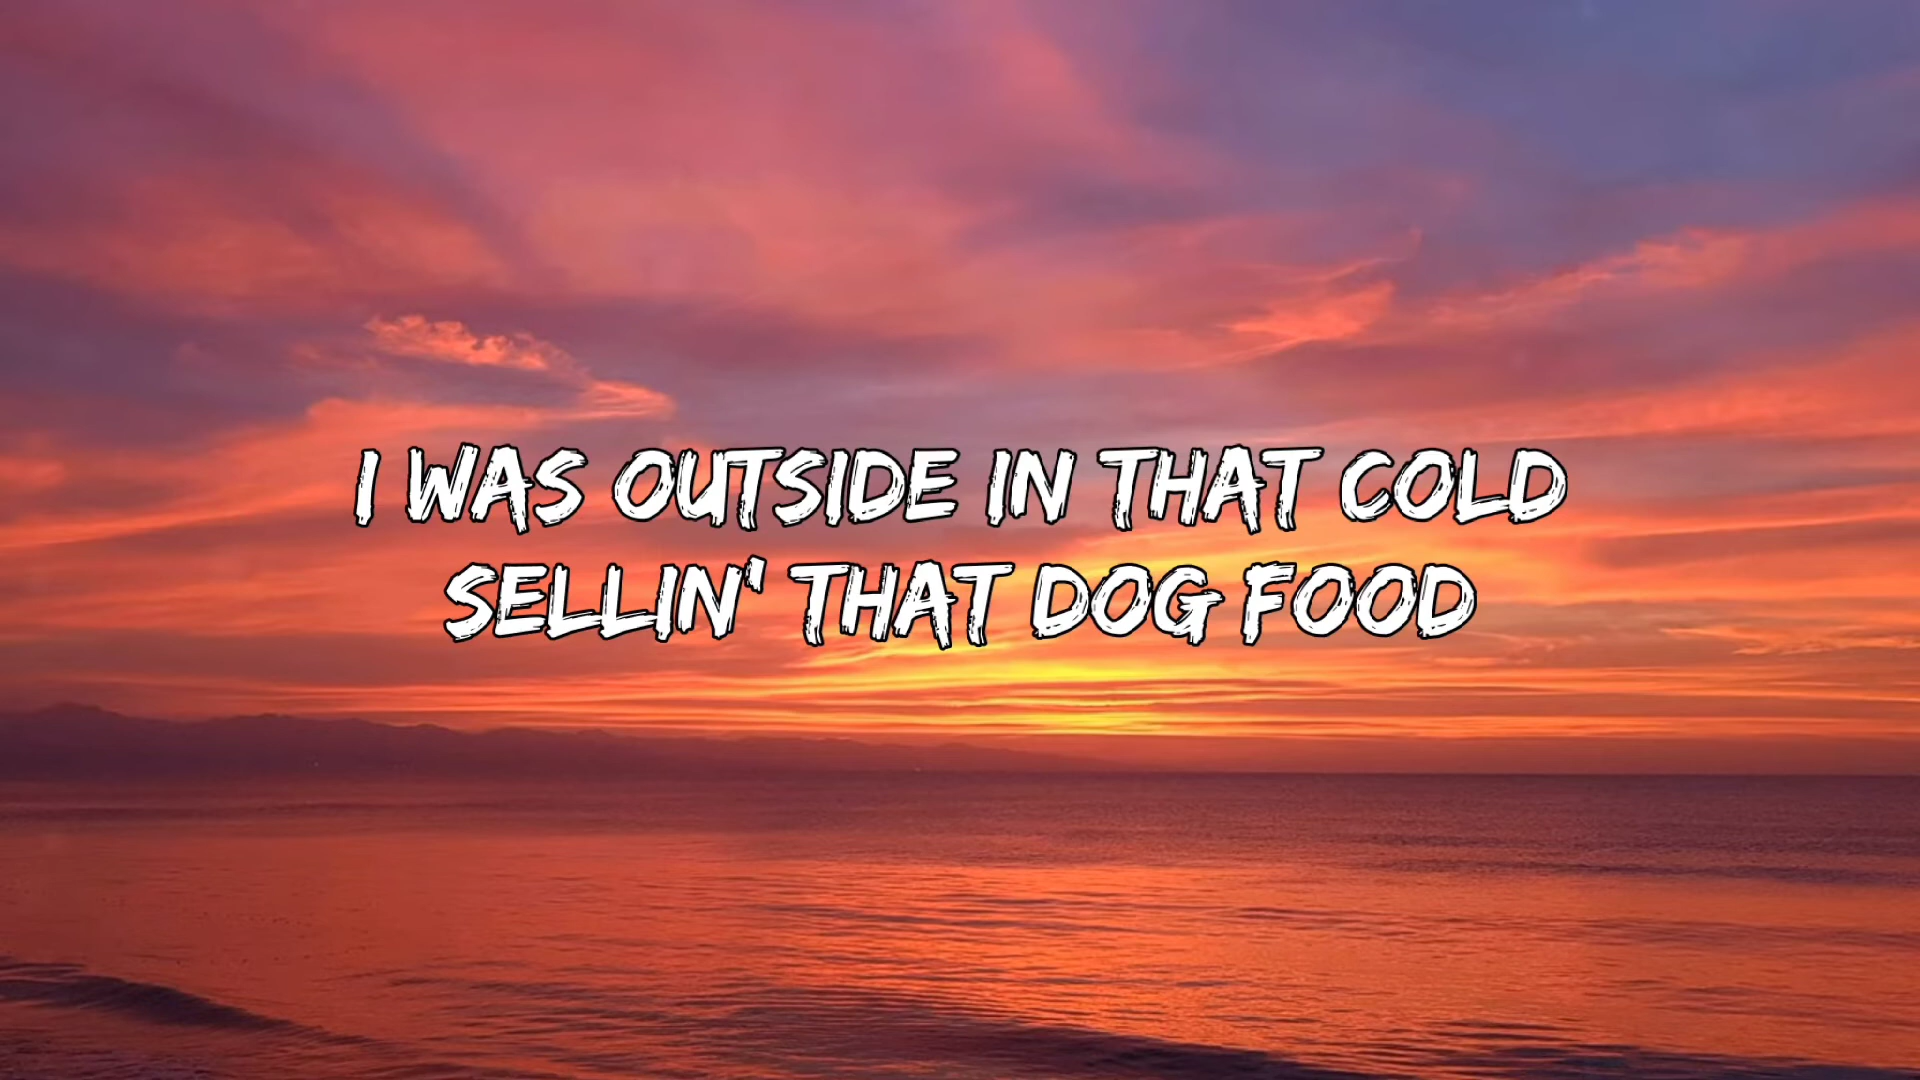 I WAS OUTSIDE IN THAT COLD
SELLIN' THAT DOG FOOD